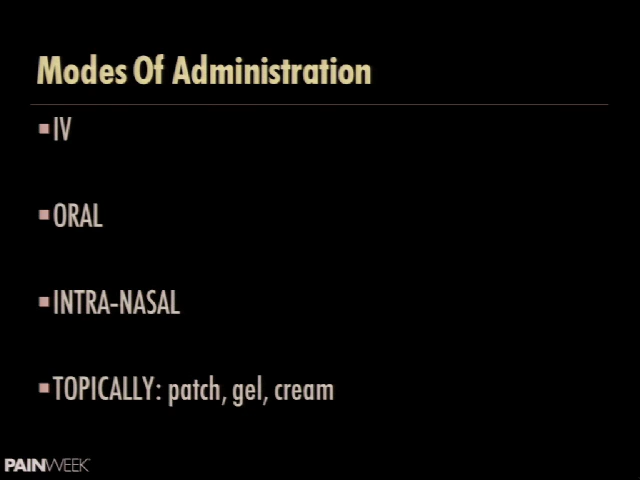 Modes Of Administration
▪IV
▪ORAL
▪INTRA-NASAL
▪TOPICALLY: patch, gel, cream
PAINWEEK